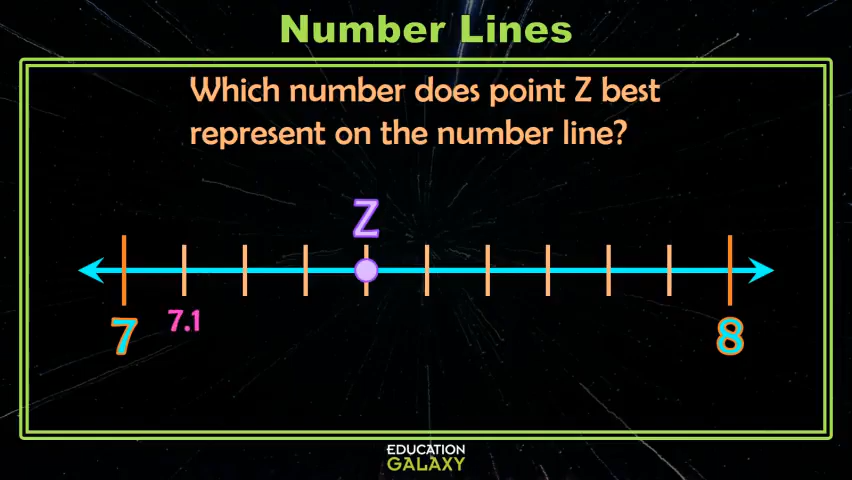 Number Lines
Which number does point Z best
represent on the number line?
Z
7.1
7
8
EDUCATION
GALAXY